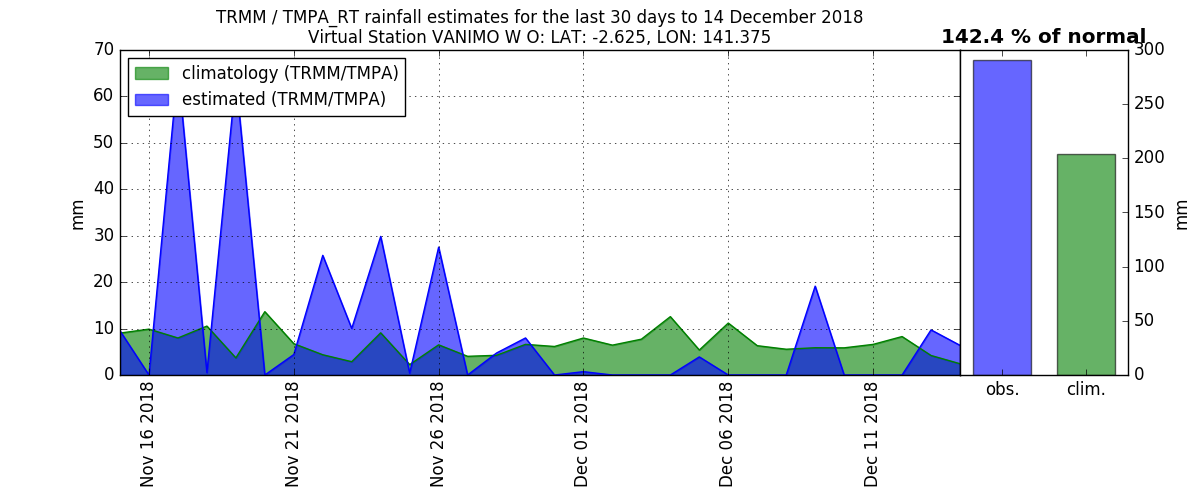 TRMM / TMPA_RT rainfall estimates for the last 30 days to 14 December 2018
Virtual Station VANIMO W O: LAT: -2.625, LON: 141.375
142.4 % of normal
climatology (TRMM/TMPA)
estimated (TRMM/TMPA)
70
60
50
40
30
20
10
0
mm
Nov 16 2018
Nov 21 2018
Nov 26 2018
Dec 01 2018
Dec 06 2018
Dec 11 2018
obs.
clim.
300
250
200
150
100
50
0
mm